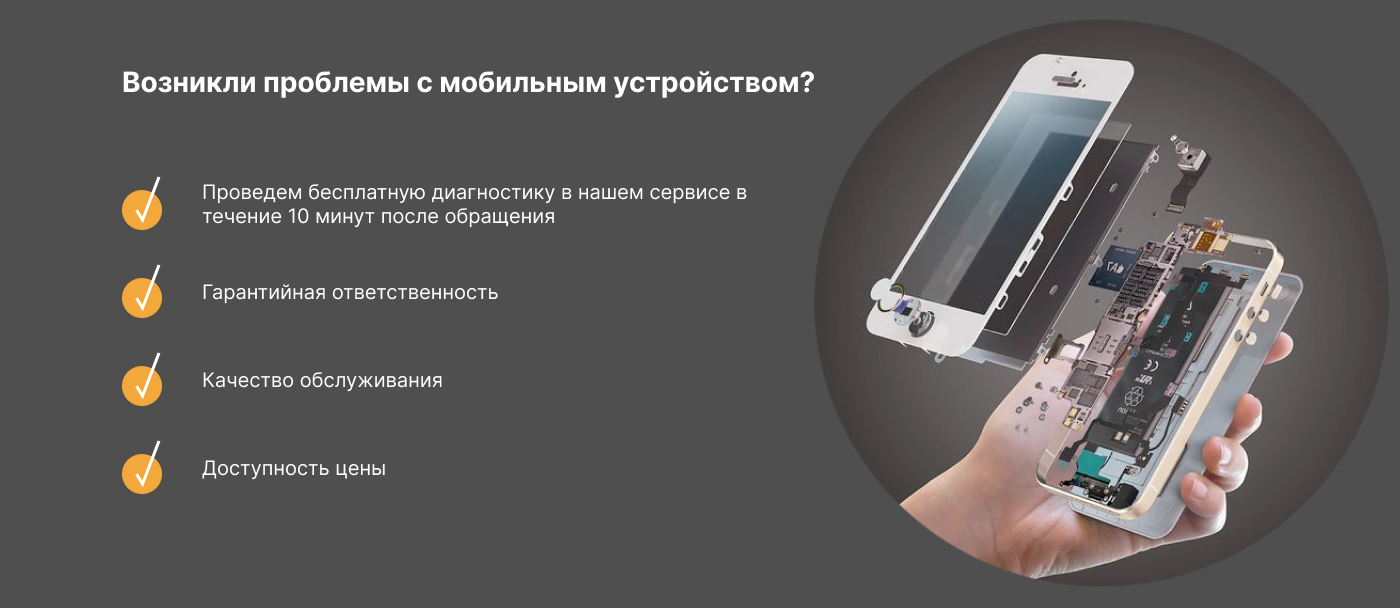 Возникли проблемы с мобильным устройством?
Проведем бесплатную диагностику в нашем сервисе в
течение 10 минут после обращения
Гарантийная ответственность
Качество обслуживания
Доступность цены
A7